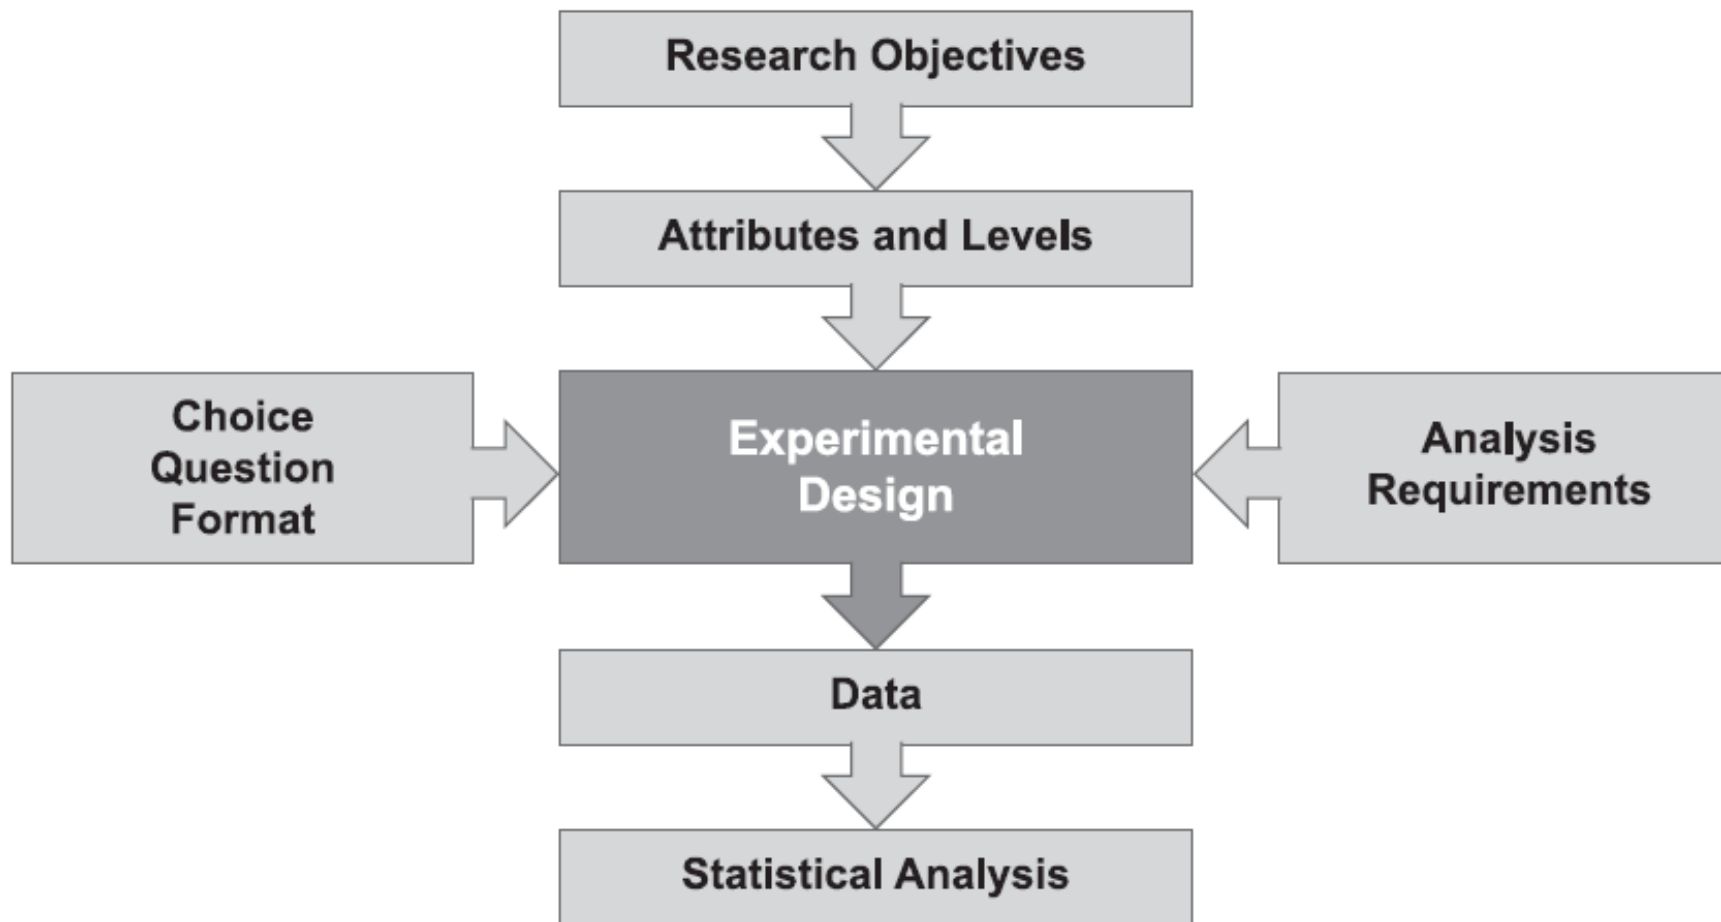 Research Objectives
Attributes and Levels
Choice
Question
Format
Experimental
Design
Analysis
Requirements
Data
Statistical Analysis